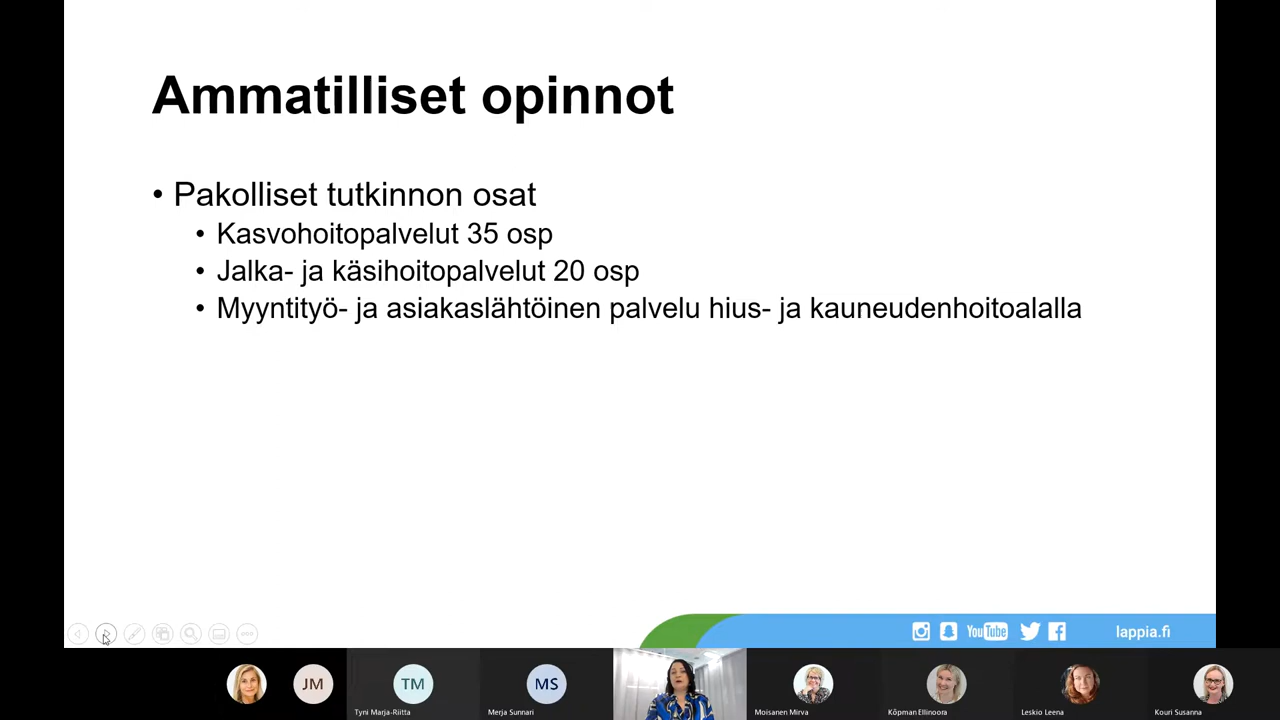 Ammatilliset opinnot
• Pakolliset tutkinnon osat
• Kasvohoitopalvelut 35 osp
• Jalka- ja käsihoitopalvelut 20 osp
• Myyntityö- ja asiakaslähtöinen palvelu hius- ja kauneudenhoitoalalla
YouTube
lappia.fi
JM
TM
MS
Tyni Marja-Riitta
Merja Sunnari
Moisanen Mirva
Köpman Ellinoora
Leskio Leena
Kouri Susanna